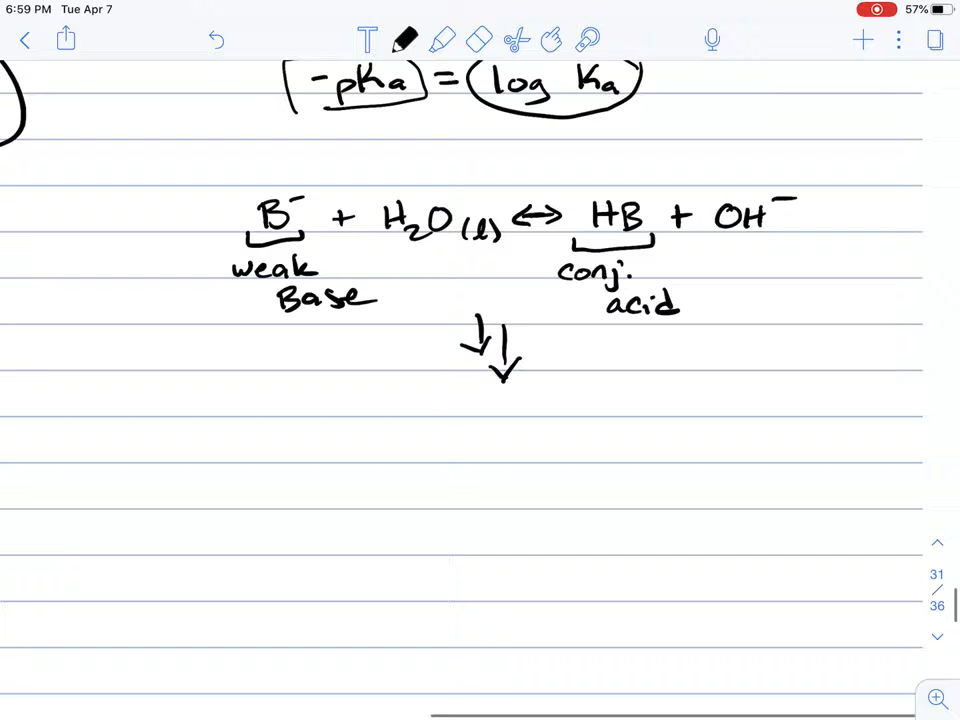 6:59 PM Tue Apr 7
57%
T
-pKa = log Ka
B⁻ + H₂O(l) ↔ HB + OH⁻
weak Base
conj. acid
31
/
36